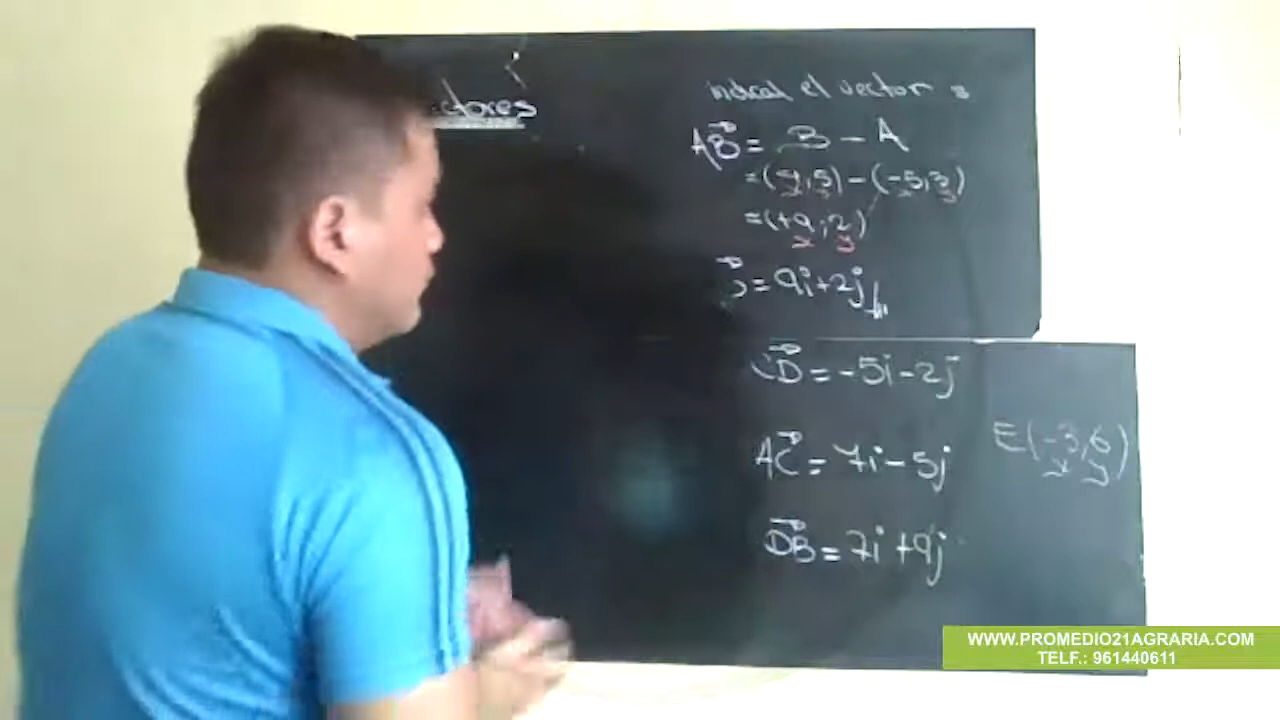 ctores
indicar el vector =
AB = B - A
= (4,5) - (-5,3)
= (+9, 2)
x y
= 9i+2j
CD = -5i-2j
AC = 7i-5j
E(-3,6)
x y
DB = 7i+9j
WWW.PROMEDIO21AGRARIA.COM
TELF.: 961440611